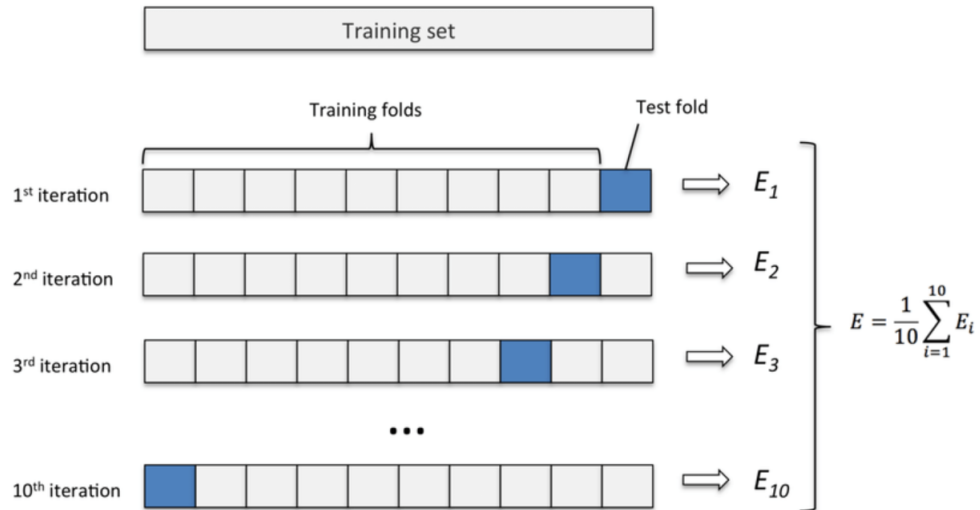 Training set
Training folds
Test fold
1st iteration
E1
2nd iteration
E2
3rd iteration
E3
...
10th iteration
E10
E = 1/10 ∑_{i=1}^{10} E_i